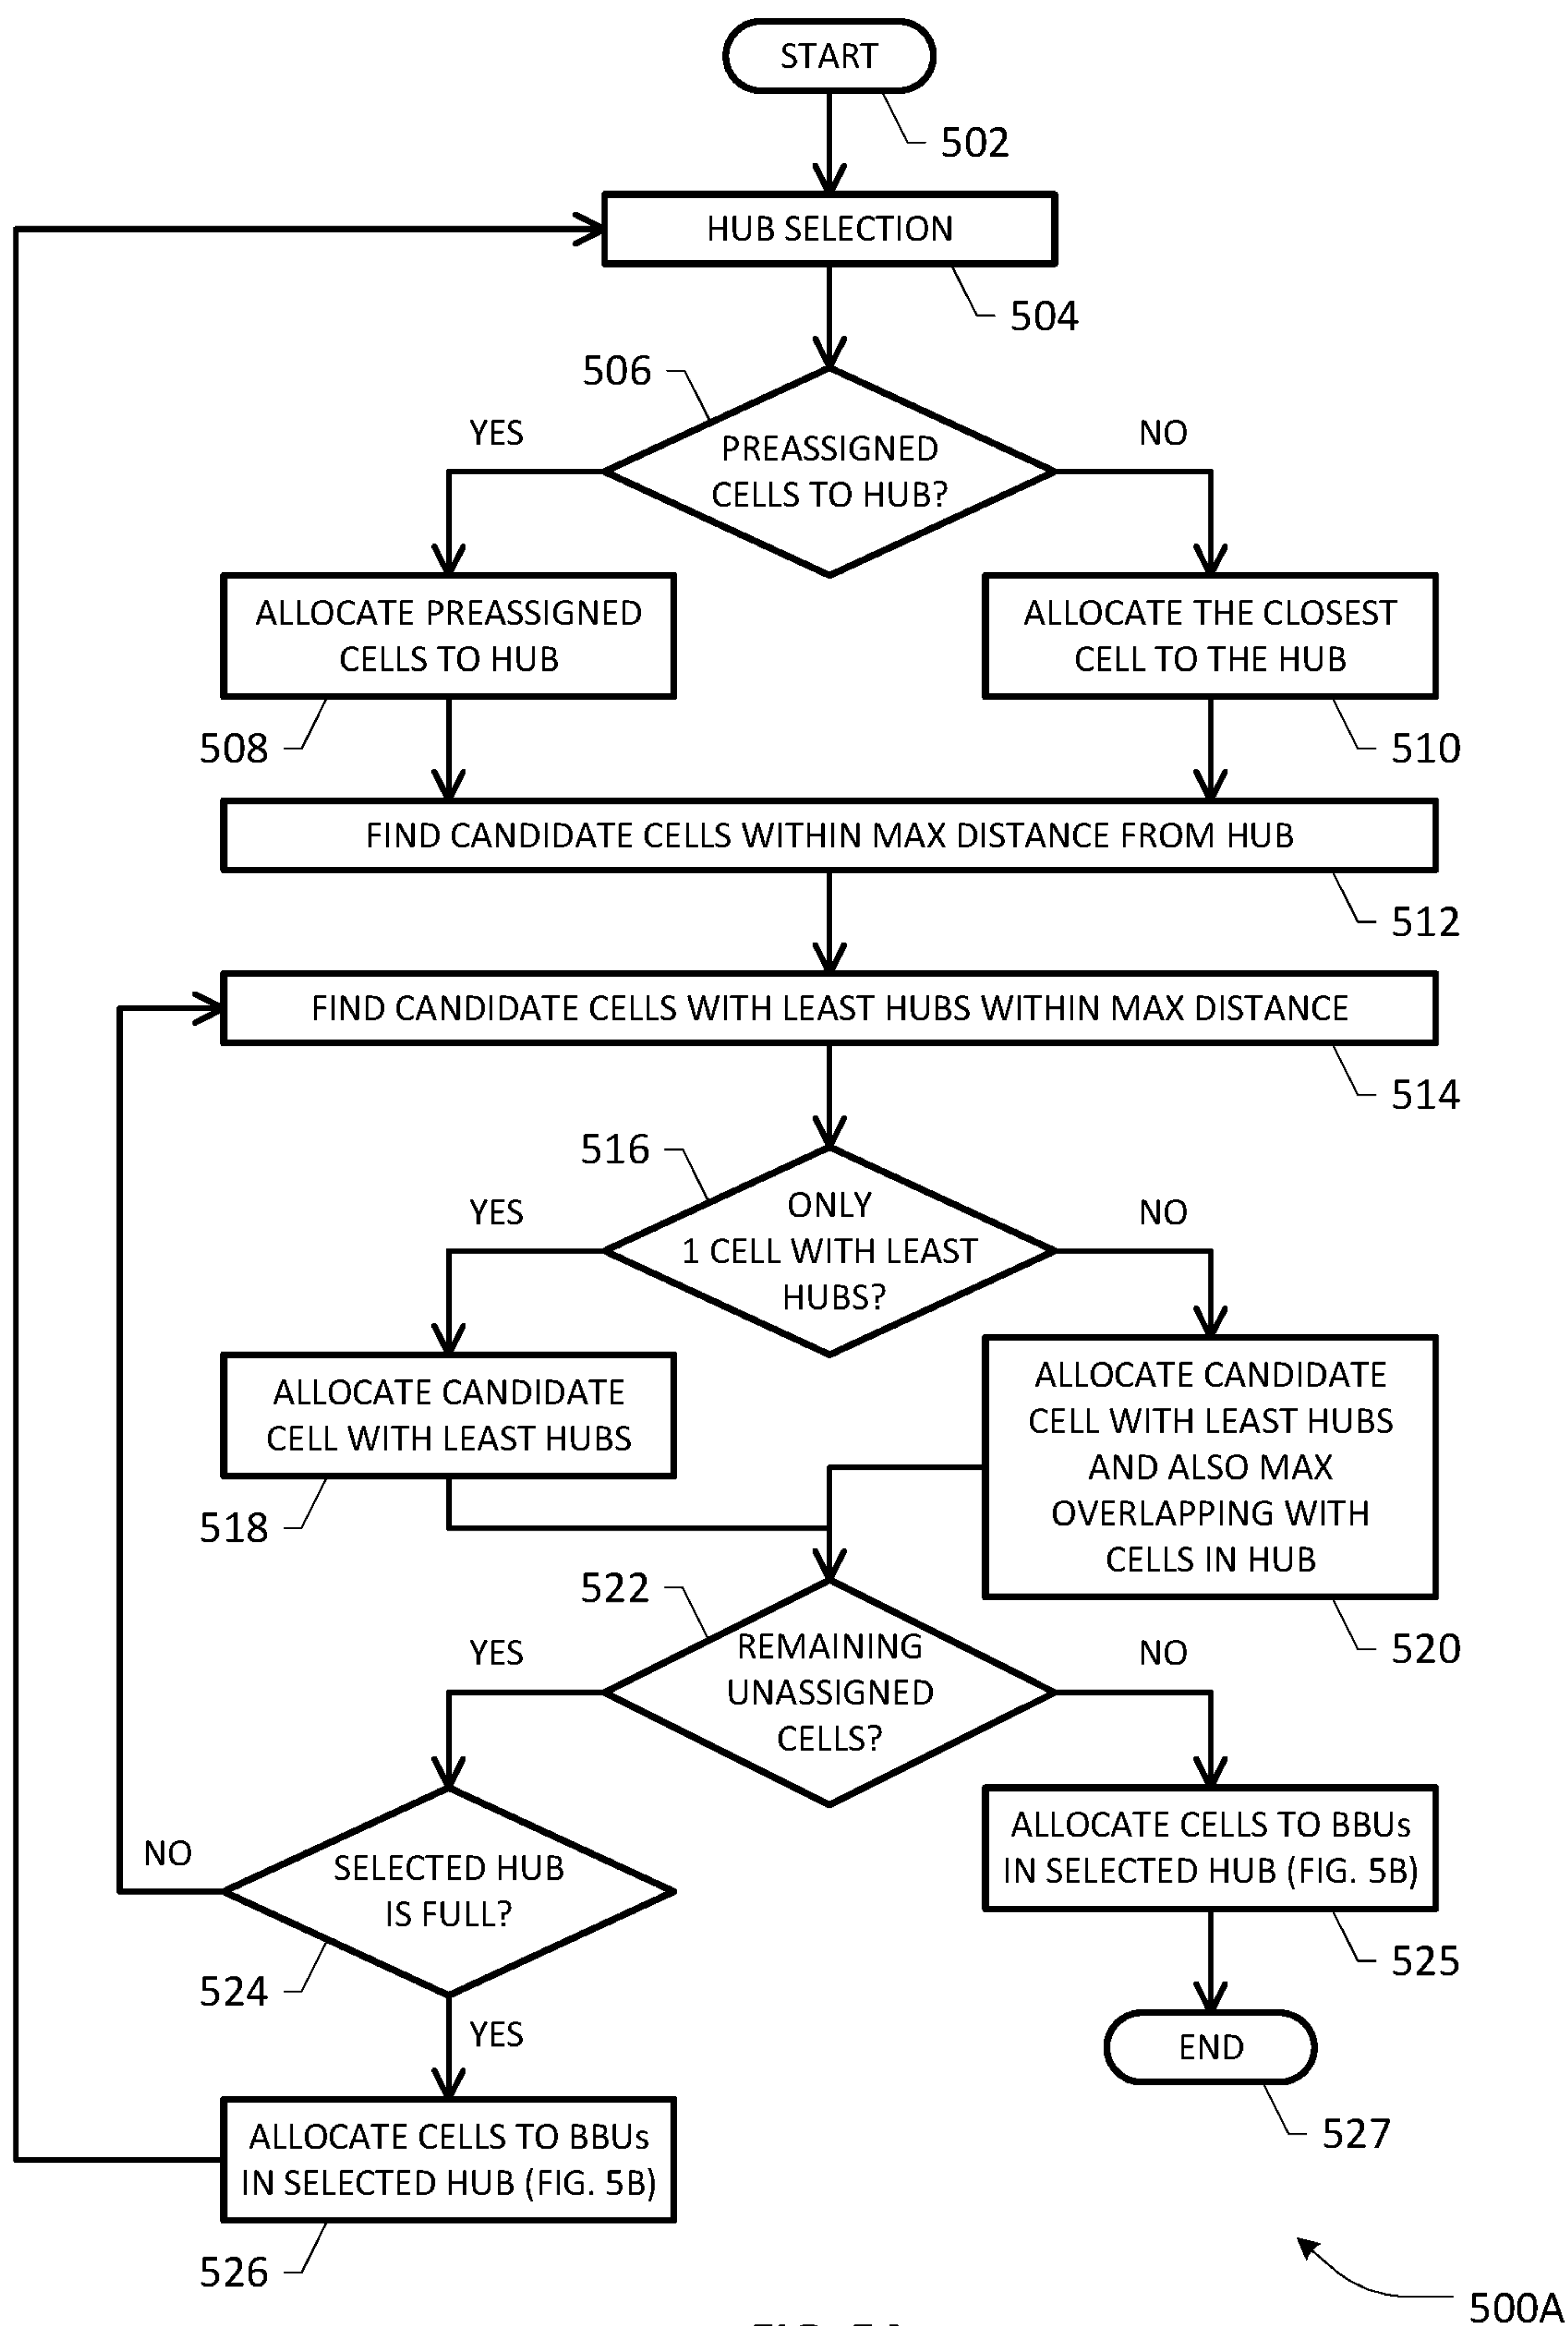 START
502
HUB SELECTION
504
506
YES
NO
PREASSIGNED
CELLS TO HUB?
ALLOCATE PREASSIGNED
CELLS TO HUB
ALLOCATE THE CLOSEST
CELL TO THE HUB
508
510
FIND CANDIDATE CELLS WITHIN MAX DISTANCE FROM HUB
512
FIND CANDIDATE CELLS WITH LEAST HUBS WITHIN MAX DISTANCE
514
516
YES
NO
ONLY
1 CELL WITH LEAST
HUBS?
ALLOCATE CANDIDATE
CELL WITH LEAST HUBS
ALLOCATE CANDIDATE
CELL WITH LEAST HUBS
AND ALSO MAX
OVERLAPPING WITH
CELLS IN HUB
518
520
522
YES
NO
REMAINING
UNASSIGNED
CELLS?
NO
SELECTED HUB
IS FULL?
ALLOCATE CELLS TO BBUs
IN SELECTED HUB (FIG. 5B)
524
525
YES
END
527
ALLOCATE CELLS TO BBUs
IN SELECTED HUB (FIG. 5B)
526
500A